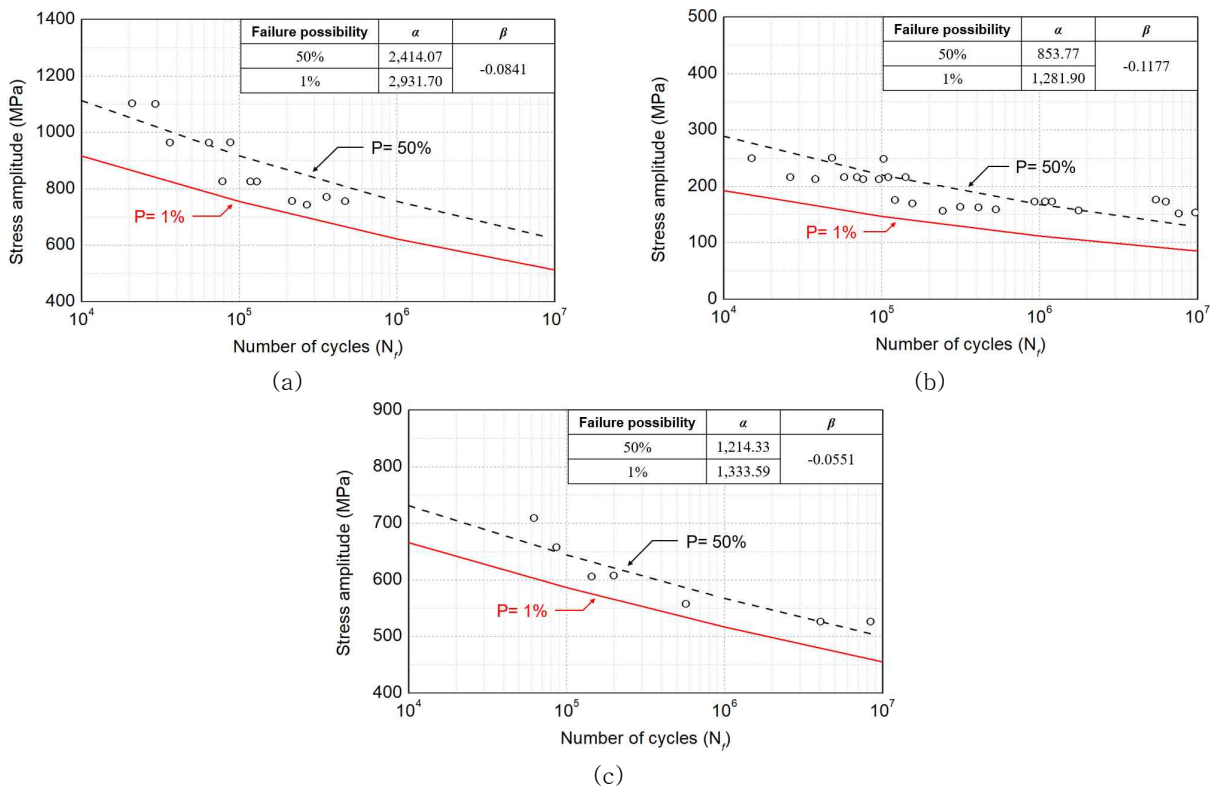 1400
1200
1000
800
600
400
Stress amplitude (MPa)
Failure possibility α β
50% 2,414.07
-0.0841
1% 2,931.70
P= 50%
P= 1%
10⁴ 10⁵ 10⁶ 10⁷
Number of cycles (N_f)
(a)
500
400
300
200
100
0
Stress amplitude (MPa)
Failure possibility α β
50% 853.77
-0.1177
1% 1,281.90
P= 50%
P= 1%
10⁴ 10⁵ 10⁶ 10⁷
Number of cycles (N_f)
(b)
900
800
700
600
500
400
Stress amplitude (MPa)
Failure possibility α β
50% 1,214.33
-0.0551
1% 1,333.59
P= 50%
P= 1%
10⁴ 10⁵ 10⁶ 10⁷
Number of cycles (N_f)
(c)